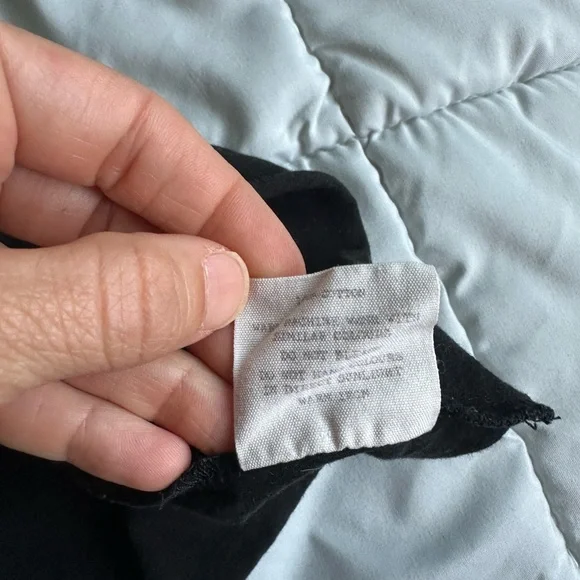 COTTON
WARM MACHINE WASH WITH
SIMILAR COLOURS
DO NOT BLEACH
DO NOT HANG COLOURS
IN DIRECT SUNLIGHT
WARM IRON